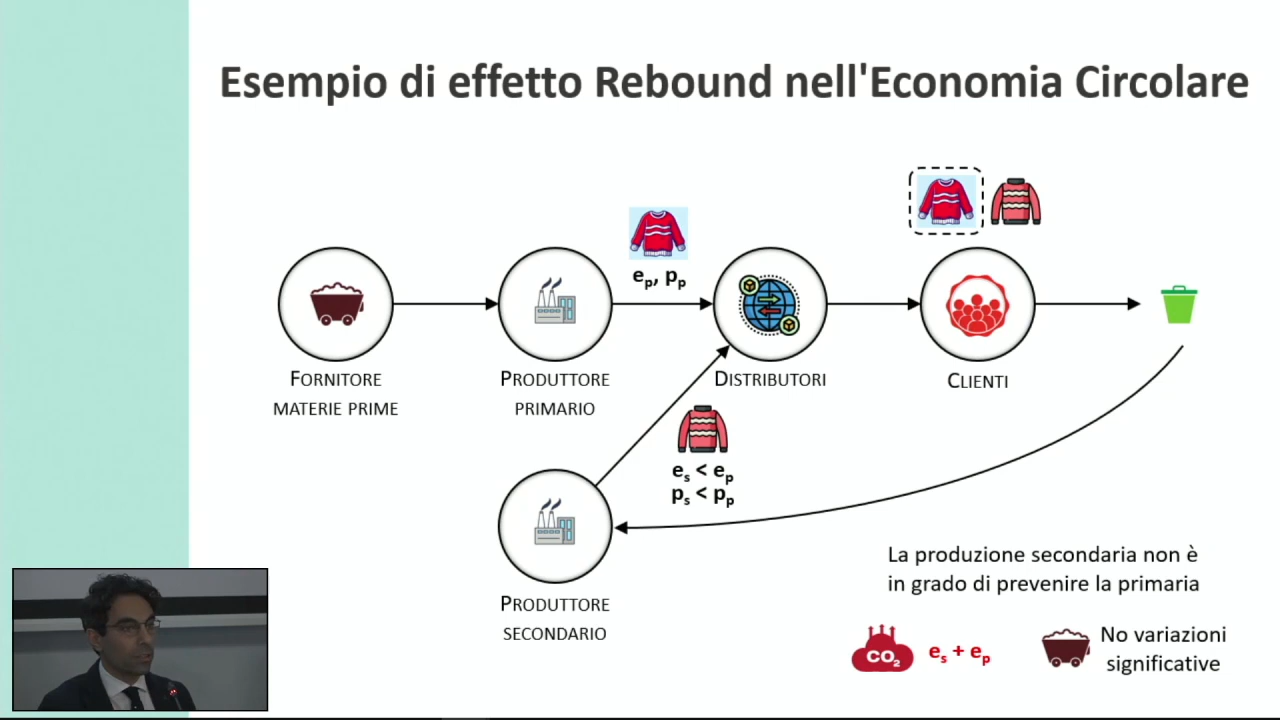 Esempio di effetto Rebound nell'Economia Circolare
eₚ, pₚ
FORNITORE
MATERIE PRIME
PRODUTTORE
PRIMARIO
DISTRIBUTORI
CLIENTI
eₛ < eₚ
pₛ < pₚ
PRODUTTORE
SECONDARIO
La produzione secondaria non è
in grado di prevenire la primaria
CO₂
eₛ + eₚ
No variazioni
significative